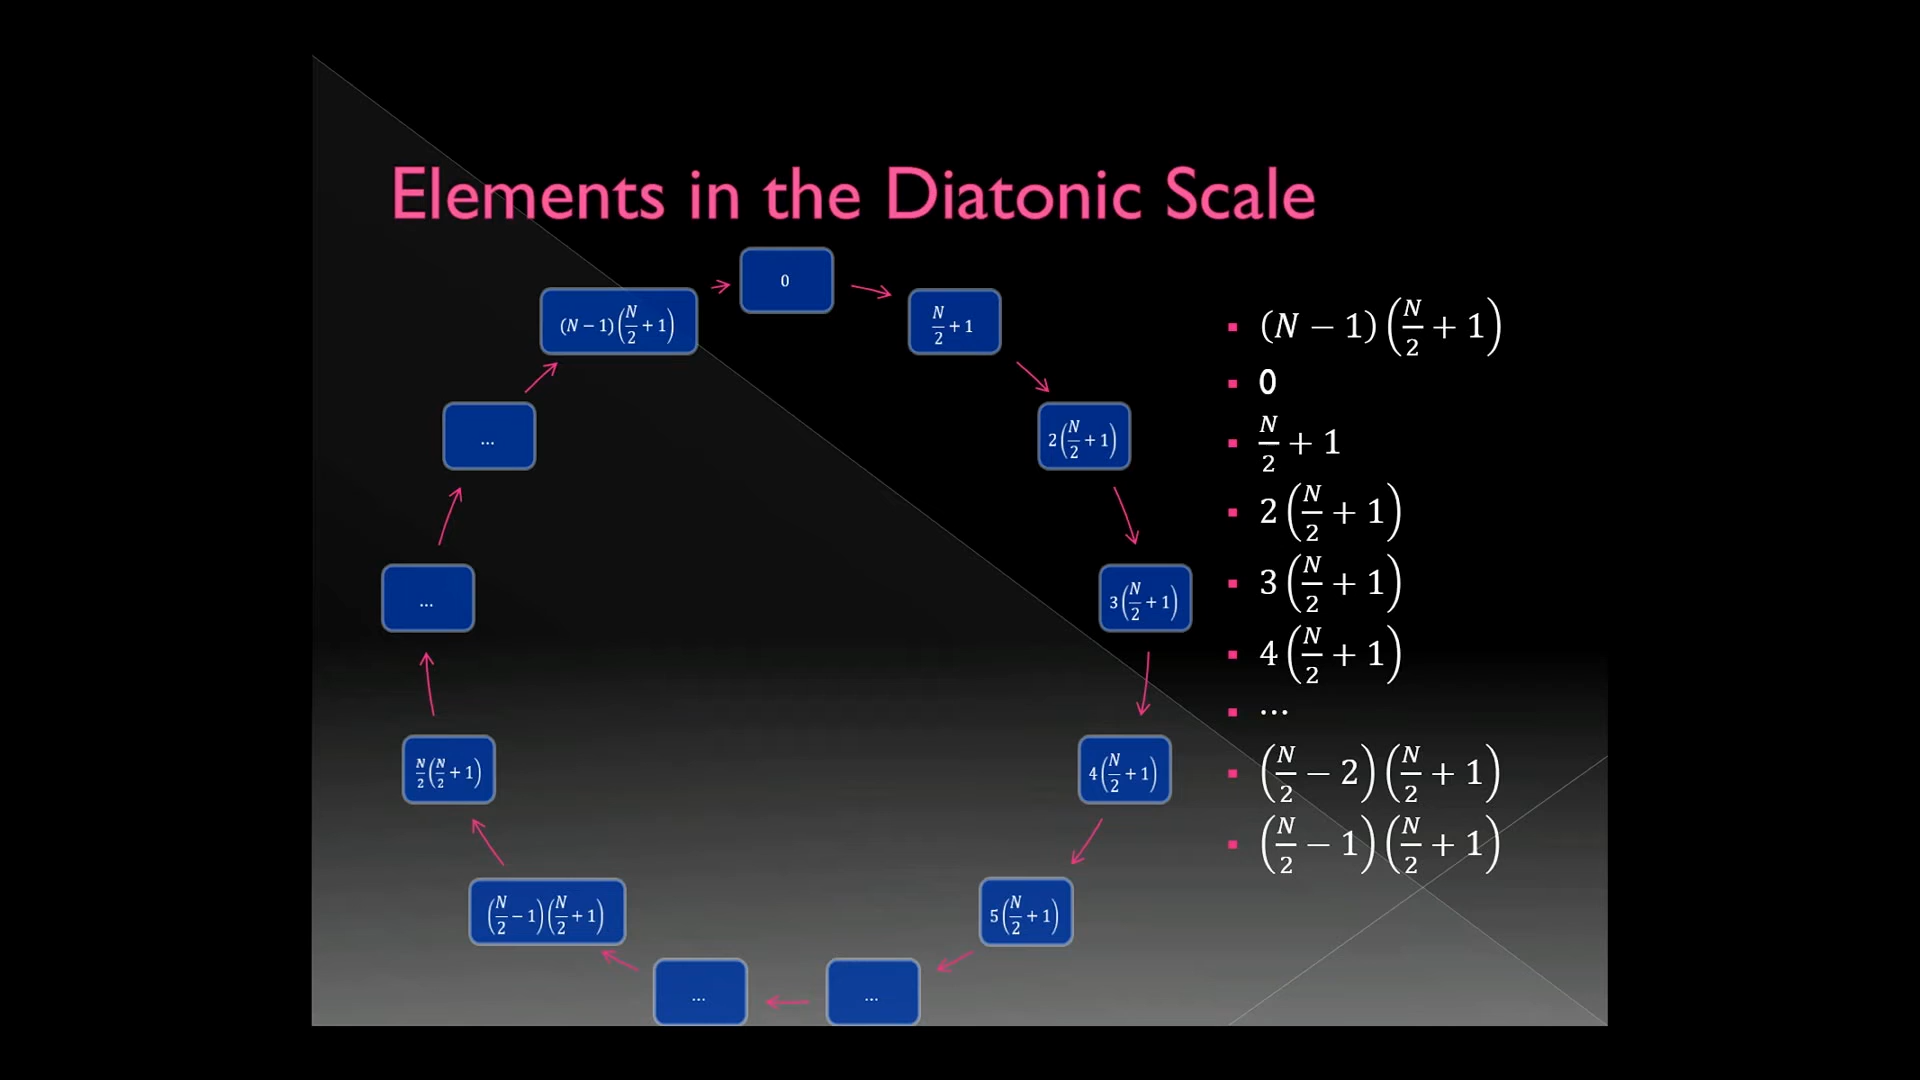 Elements in the Diatonic Scale
0
(N − 1)(N/2 + 1)
N/2 + 1
...
2(N/2 + 1)
...
3(N/2 + 1)
N/2(N/2 + 1)
4(N/2 + 1)
(N/2 − 1)(N/2 + 1)
5(N/2 + 1)
...
...
▪ (N − 1)(N/2 + 1)
▪ 0
▪ N/2 + 1
▪ 2(N/2 + 1)
▪ 3(N/2 + 1)
▪ 4(N/2 + 1)
▪ ...
▪ (N/2 − 2)(N/2 + 1)
▪ (N/2 − 1)(N/2 + 1)